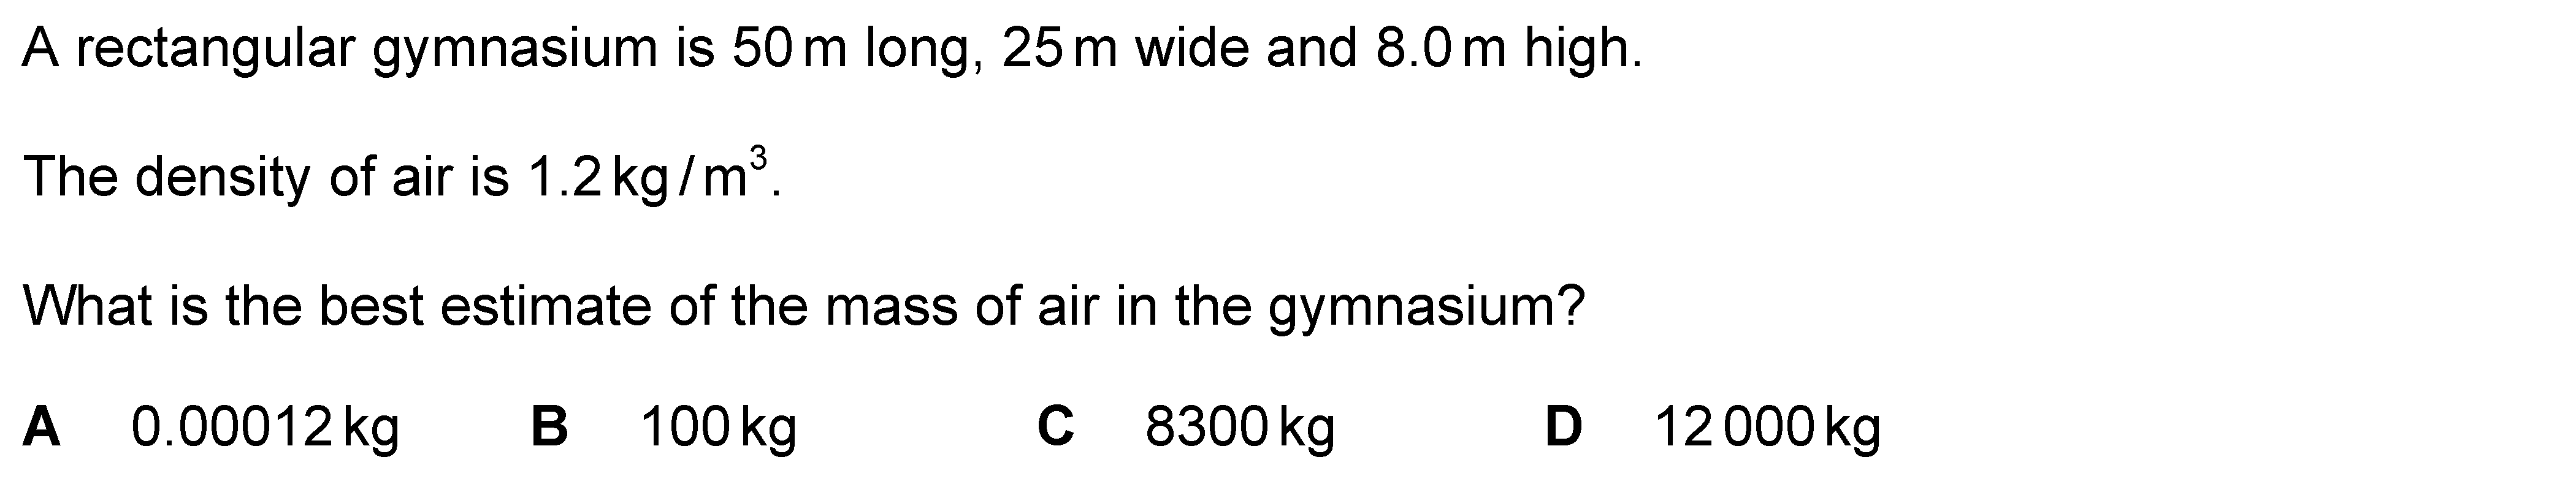 A rectangular gymnasium is 50 m long, 25 m wide and 8.0 m high.
The density of air is 1.2 kg / m³.
What is the best estimate of the mass of air in the gymnasium?
A 0.00012 kg B 100 kg C 8300 kg D 12 000 kg